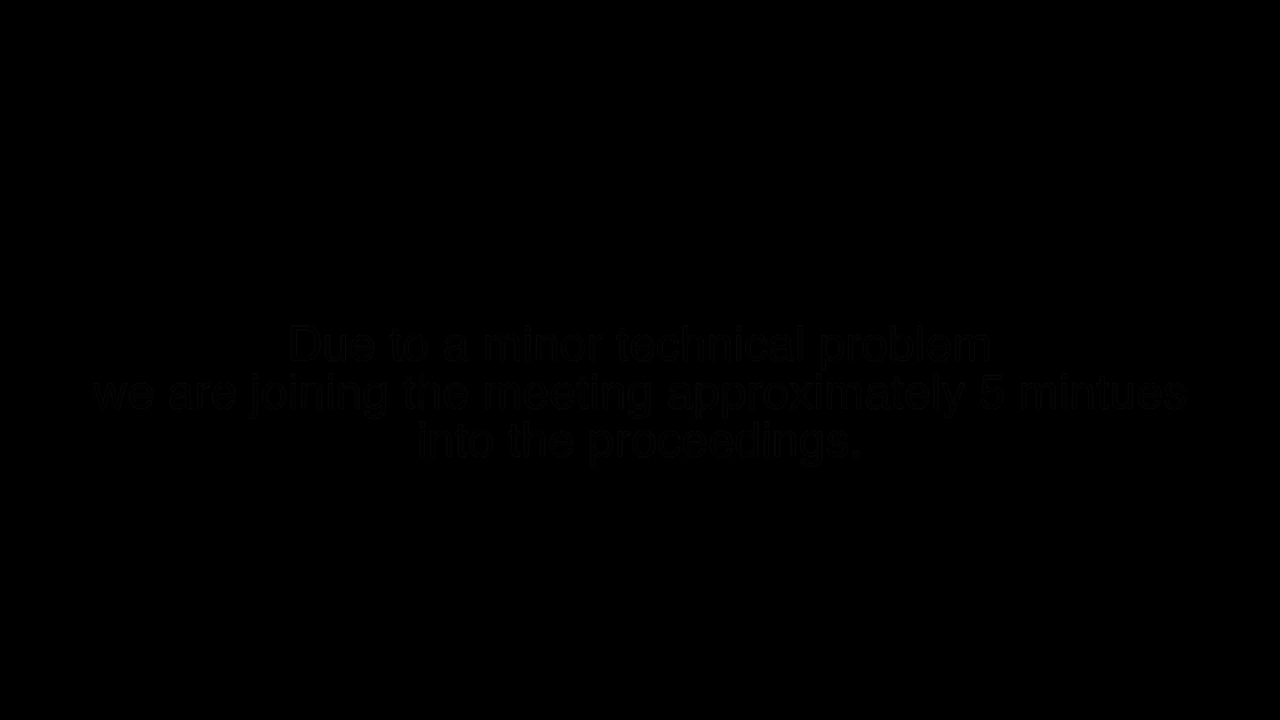 Due to a minor technical problem
we are joining the meeting approximately 5 mintues
into the proceedings.